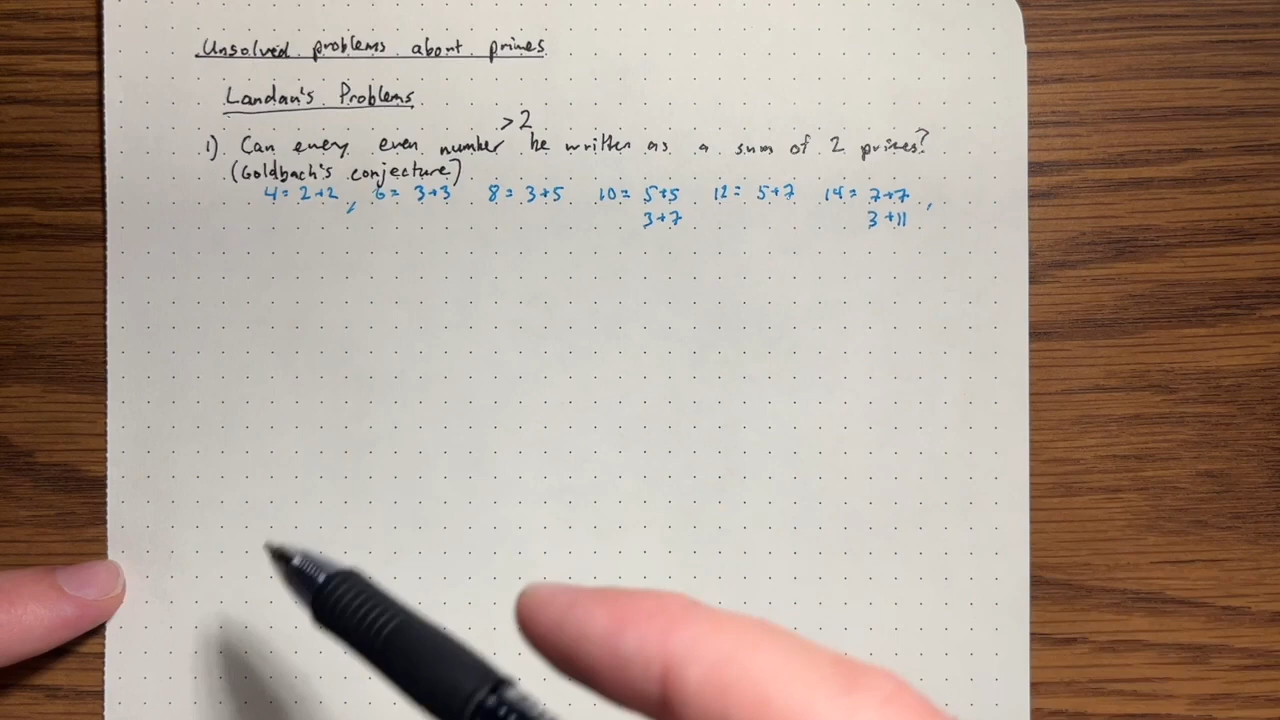 Unsolved problems about primes
Landau's Problems
> 2
1) Can every even number be written as a sum of 2 primes?
(Goldbach's conjecture)
4 = 2+2, 6 = 3+3 8 = 3+5 10 = 5+5 12 = 5+7 14 = 7+7,
3+7 3+11